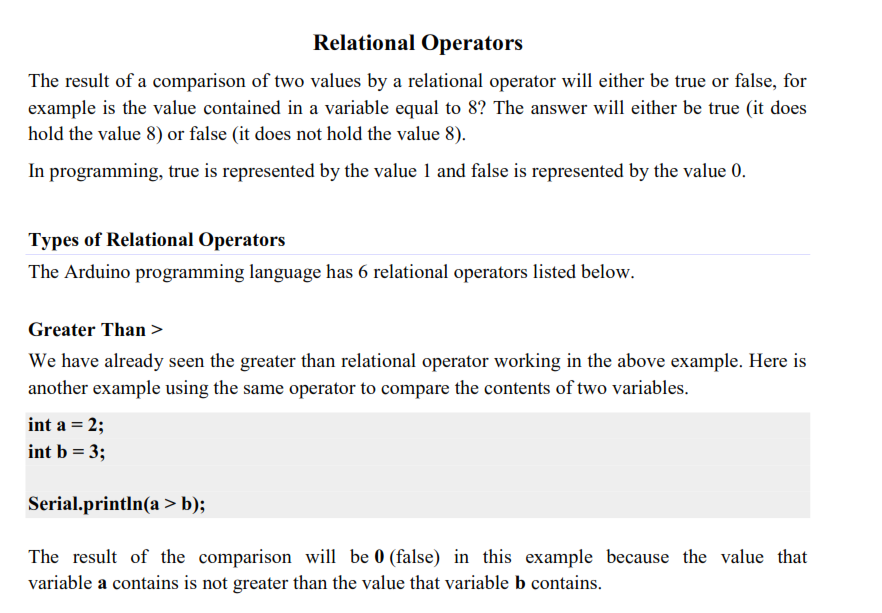 Relational Operators
The result of a comparison of two values by a relational operator will either be true or false, for
example is the value contained in a variable equal to 8? The answer will either be true (it does
hold the value 8) or false (it does not hold the value 8).
In programming, true is represented by the value 1 and false is represented by the value 0.
Types of Relational Operators
The Arduino programming language has 6 relational operators listed below.
Greater Than >
We have already seen the greater than relational operator working in the above example. Here is
another example using the same operator to compare the contents of two variables.
int a = 2;
int b = 3;
Serial.println(a > b);
The result of the comparison will be 0 (false) in this example because the value that
variable a contains is not greater than the value that variable b contains.